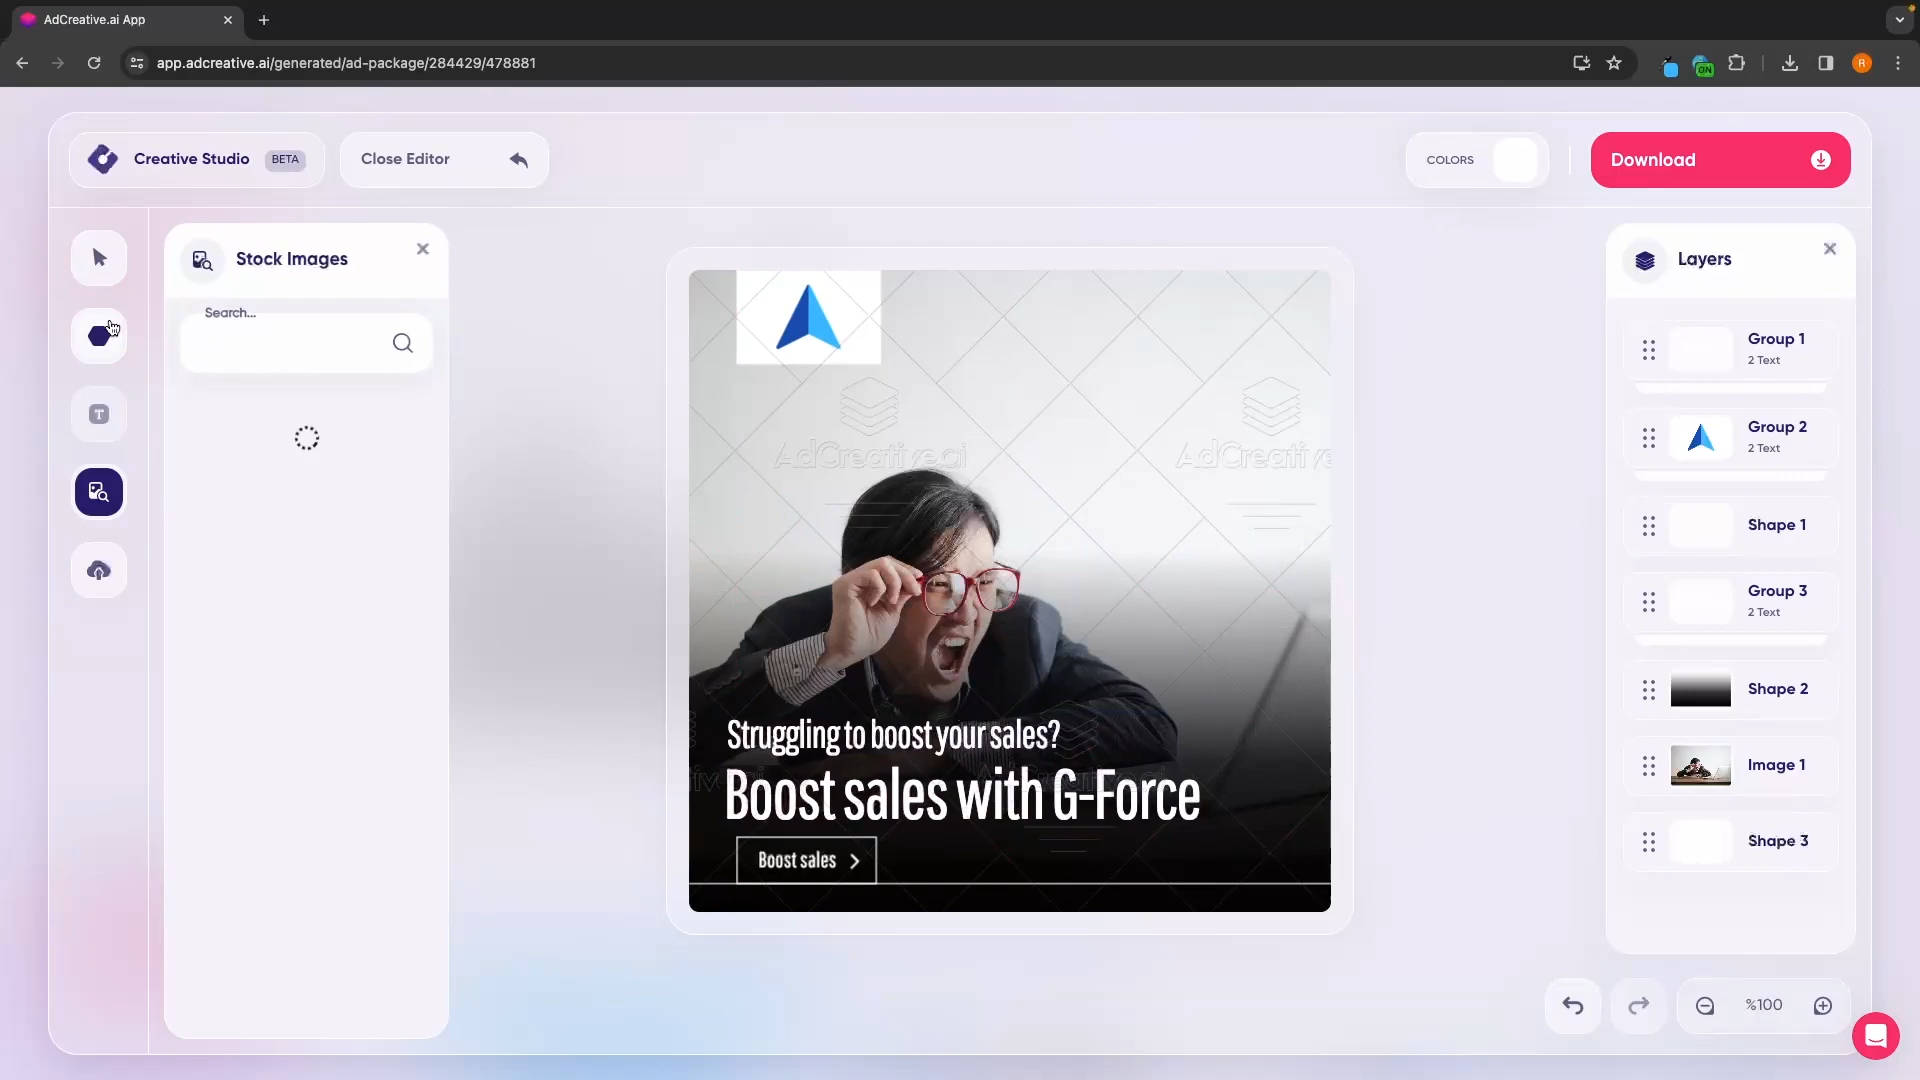 AdCreative.ai App
app.adcreative.ai/generated/ad-package/284429/478881
ON
R
Creative Studio
BETA
Close Editor
COLORS
Download
Stock Images
Search...
T
AdCreative.ai
AdCreative
Struggling to boost your sales?
Boost sales with G-Force
Boost sales
Layers
Group 1
2 Text
Group 2
2 Text
Shape 1
Group 3
2 Text
Shape 2
Image 1
Shape 3
%100